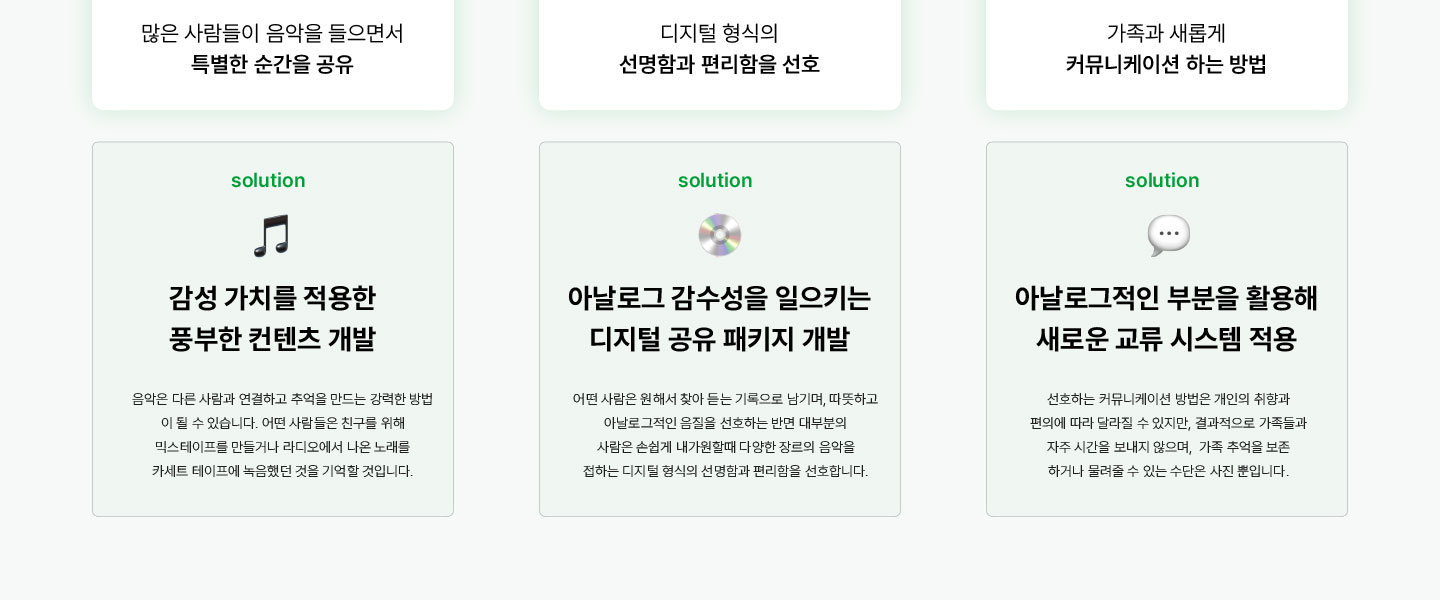 많은 사람들이 음악을 들으면서
특별한 순간을 공유
디지털 형식의
선명함과 편리함을 선호
가족과 새롭게
커뮤니케이션 하는 방법
solution
감성 가치를 적용한
풍부한 컨텐츠 개발
음악은 다른 사람과 연결하고 추억을 만드는 강력한 방법
이 될 수 있습니다. 어떤 사람들은 친구를 위해
믹스테이프를 만들거나 라디오에서 나온 노래를
카세트 테이프에 녹음했던 것을 기억할 것입니다.
solution
아날로그 감수성을 일으키는
디지털 공유 패키지 개발
어떤 사람은 원해서 찾아 듣는 기록으로 남기며, 따뜻하고
아날로그적인 음질을 선호하는 반면 대부분의
사람은 손쉽게 내가원할때 다양한 장르의 음악을
접하는 디지털 형식의 선명함과 편리함을 선호합니다.
solution
아날로그적인 부분을 활용해
새로운 교류 시스템 적용
선호하는 커뮤니케이션 방법은 개인의 취향과
편의에 따라 달라질 수 있지만, 결과적으로 가족들과
자주 시간을 보내지 않으며, 가족 추억을 보존
하거나 물려줄 수 있는 수단은 사진 뿐입니다.